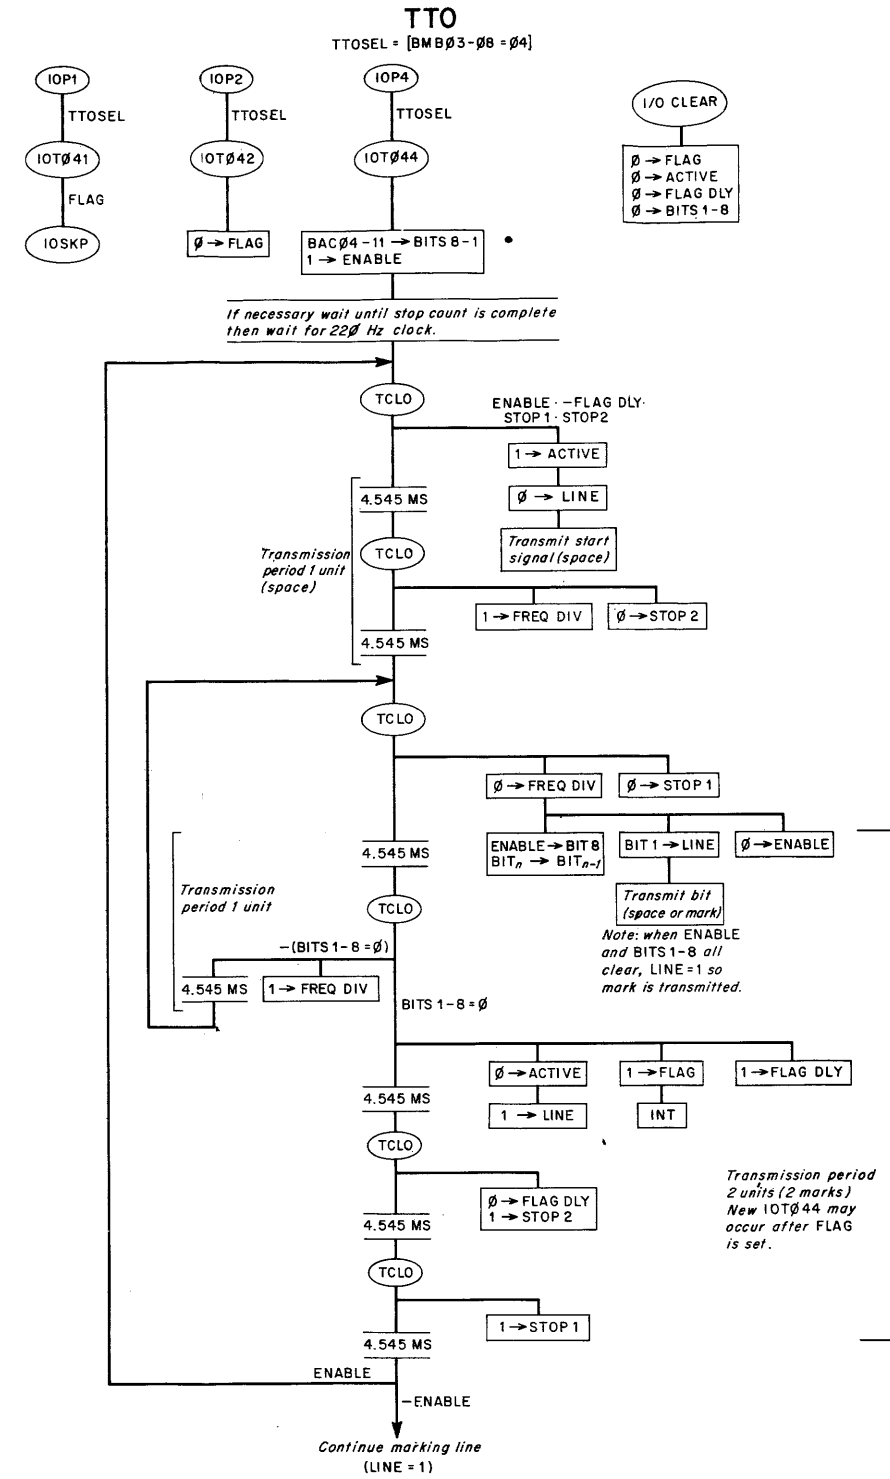 TTO
TTOSEL = [BMBØ3-Ø8 = Ø4]
IOP1
TTOSEL
IOTØ41
FLAG
IOSKP
IOP2
TTOSEL
IOTØ42
Ø → FLAG
IOP4
TTOSEL
IOTØ44
BACØ4-11 → BITS 8-1
1 → ENABLE
I/O CLEAR
Ø → FLAG
Ø → ACTIVE
Ø → FLAG DLY
Ø → BITS 1-8
If necessary wait until stop count is complete
then wait for 22Ø Hz clock.
TCLO
ENABLE · -FLAG DLY·
STOP 1 · STOP2
1 → ACTIVE
Ø → LINE
Transmit start
signal (space)
4.545 MS
Transmission
period 1 unit
(space)
TCLO
1 → FREQ DIV
Ø → STOP 2
4.545 MS
TCLO
Ø → FREQ DIV
Ø → STOP 1
ENABLE → BIT 8
BITn → BITn-1
BIT 1 → LINE
Ø → ENABLE
4.545 MS
Transmit bit
(space or mark)
Note: when ENABLE
and BITS 1-8 all
clear, LINE = 1 so
mark is transmitted.
Transmission
period 1 unit
TCLO
-(BITS 1-8 = Ø)
4.545 MS
1 → FREQ DIV
BITS 1-8 = Ø
Ø → ACTIVE
1 → FLAG
1 → FLAG DLY
4.545 MS
1 → LINE
INT
TCLO
Ø → FLAG DLY
1 → STOP 2
4.545 MS
Transmission period
2 units (2 marks)
New IOTØ44 may
occur after FLAG
is set.
TCLO
1 → STOP 1
4.545 MS
ENABLE
-ENABLE
Continue marking line
(LINE = 1)